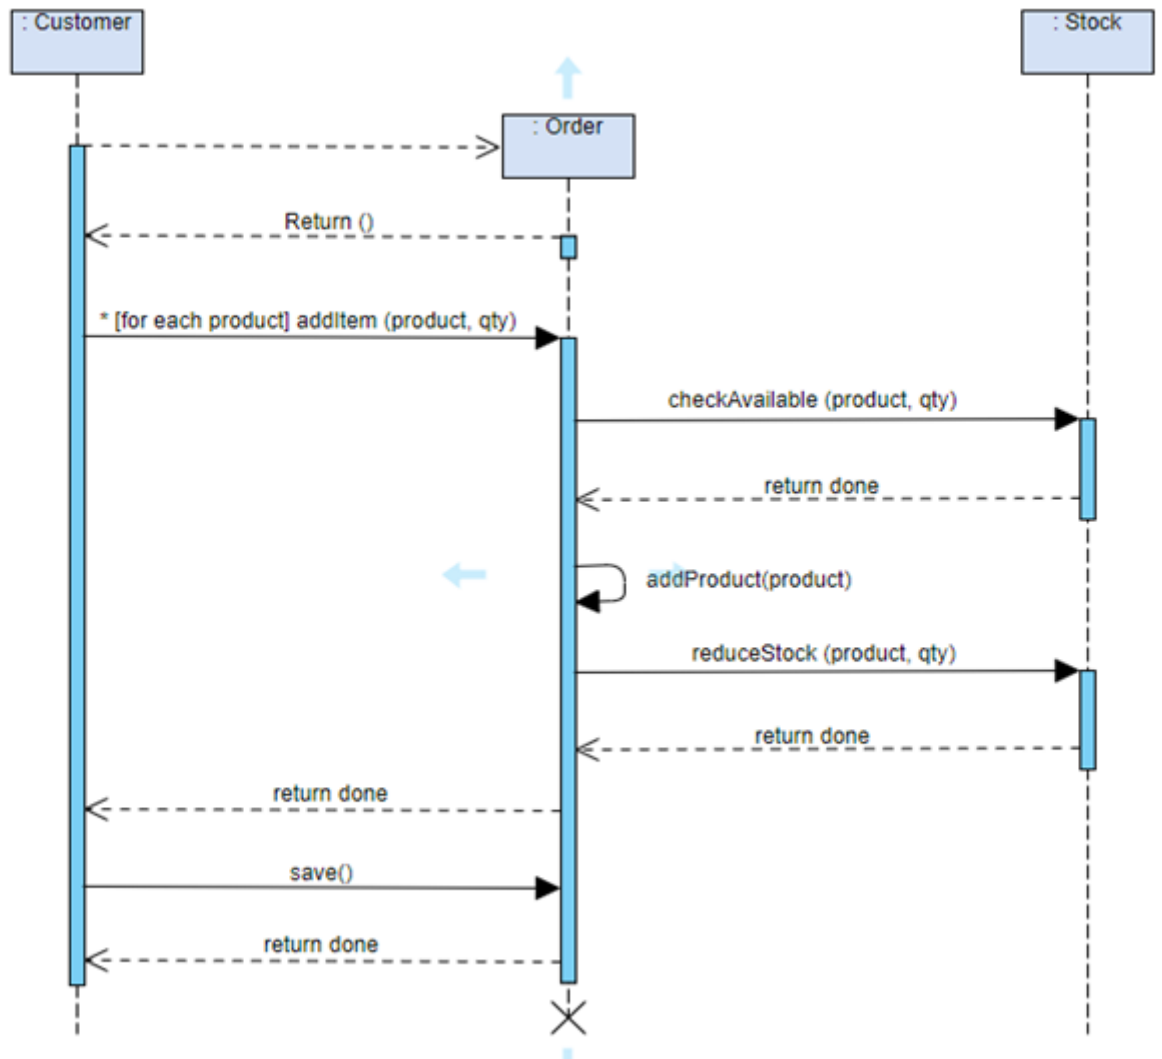 : Customer
: Stock
: Order
Return ()
* [for each product] addItem (product, qty)
checkAvailable (product, qty)
return done
addProduct(product)
reduceStock (product, qty)
return done
return done
save()
return done